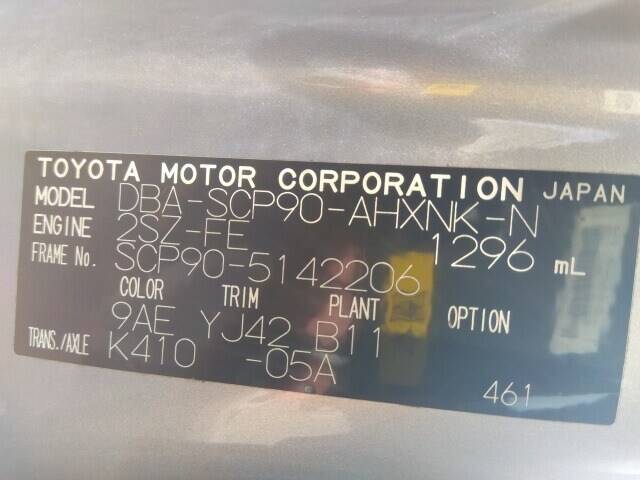 TOYOTA MOTOR CORPORATION JAPAN
MODEL DBA-SCP90-AHXNK-N
ENGINE 2SZ-FE 1296 mL
FRAME No. SCP90-5142206
COLOR TRIM PLANT OPTION
9AE YJ42 B11
TRANS./AXLE K410 -05A
461